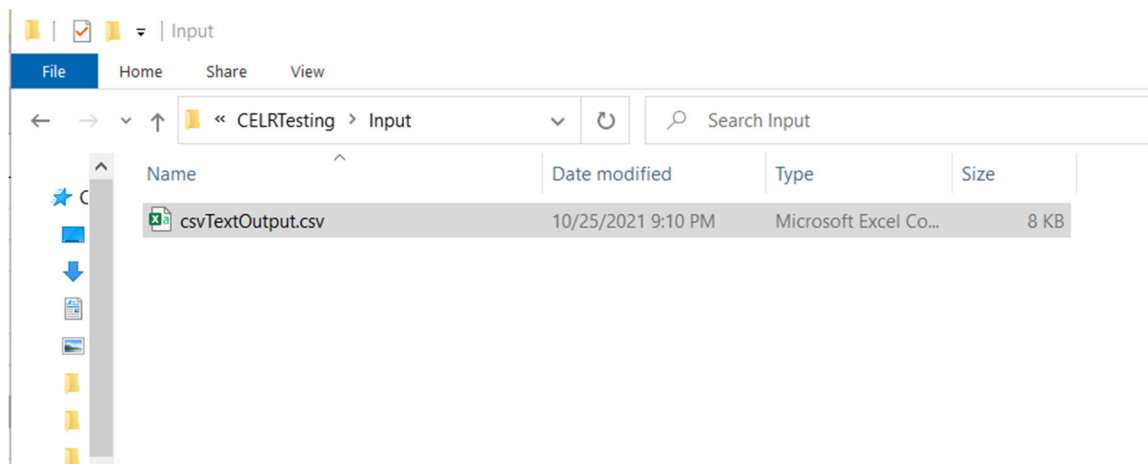 Input
File Home Share View
« CELRTesting > Input Search Input
Name Date modified Type Size
csvTextOutput.csv 10/25/2021 9:10 PM Microsoft Excel Co... 8 KB